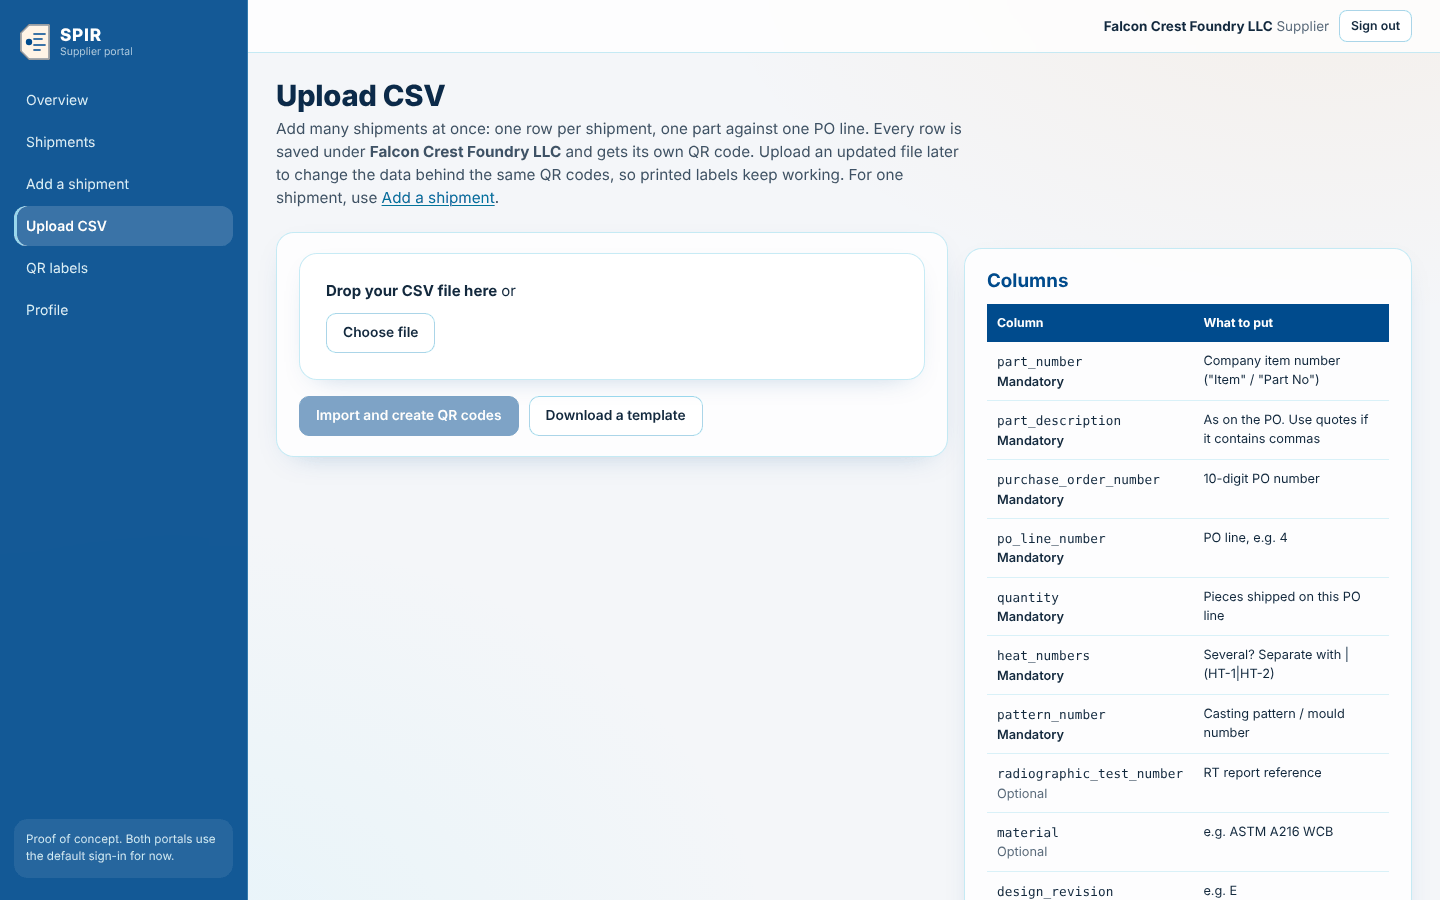 SPIR
Supplier portal
Overview
Shipments
Add a shipment
Upload CSV
QR labels
Profile
Proof of concept. Both portals use
the default sign-in for now.
Falcon Crest Foundry LLC Supplier
Sign out
Upload CSV
Add many shipments at once: one row per shipment, one part against one PO line. Every row is
saved under Falcon Crest Foundry LLC and gets its own QR code. Upload an updated file later
to change the data behind the same QR codes, so printed labels keep working. For one
shipment, use Add a shipment.
Drop your CSV file here or
Choose file
Import and create QR codes
Download a template
Columns
Column What to put
part_number
Mandatory
Company item number
("Item" / "Part No")
part_description
Mandatory
As on the PO. Use quotes if
it contains commas
purchase_order_number
Mandatory
10-digit PO number
po_line_number
Mandatory
PO line, e.g. 4
quantity
Mandatory
Pieces shipped on this PO
line
heat_numbers
Mandatory
Several? Separate with |
(HT-1|HT-2)
pattern_number
Mandatory
Casting pattern / mould
number
radiographic_test_number
Optional
RT report reference
material
Optional
e.g. ASTM A216 WCB
design_revision
e.g. E